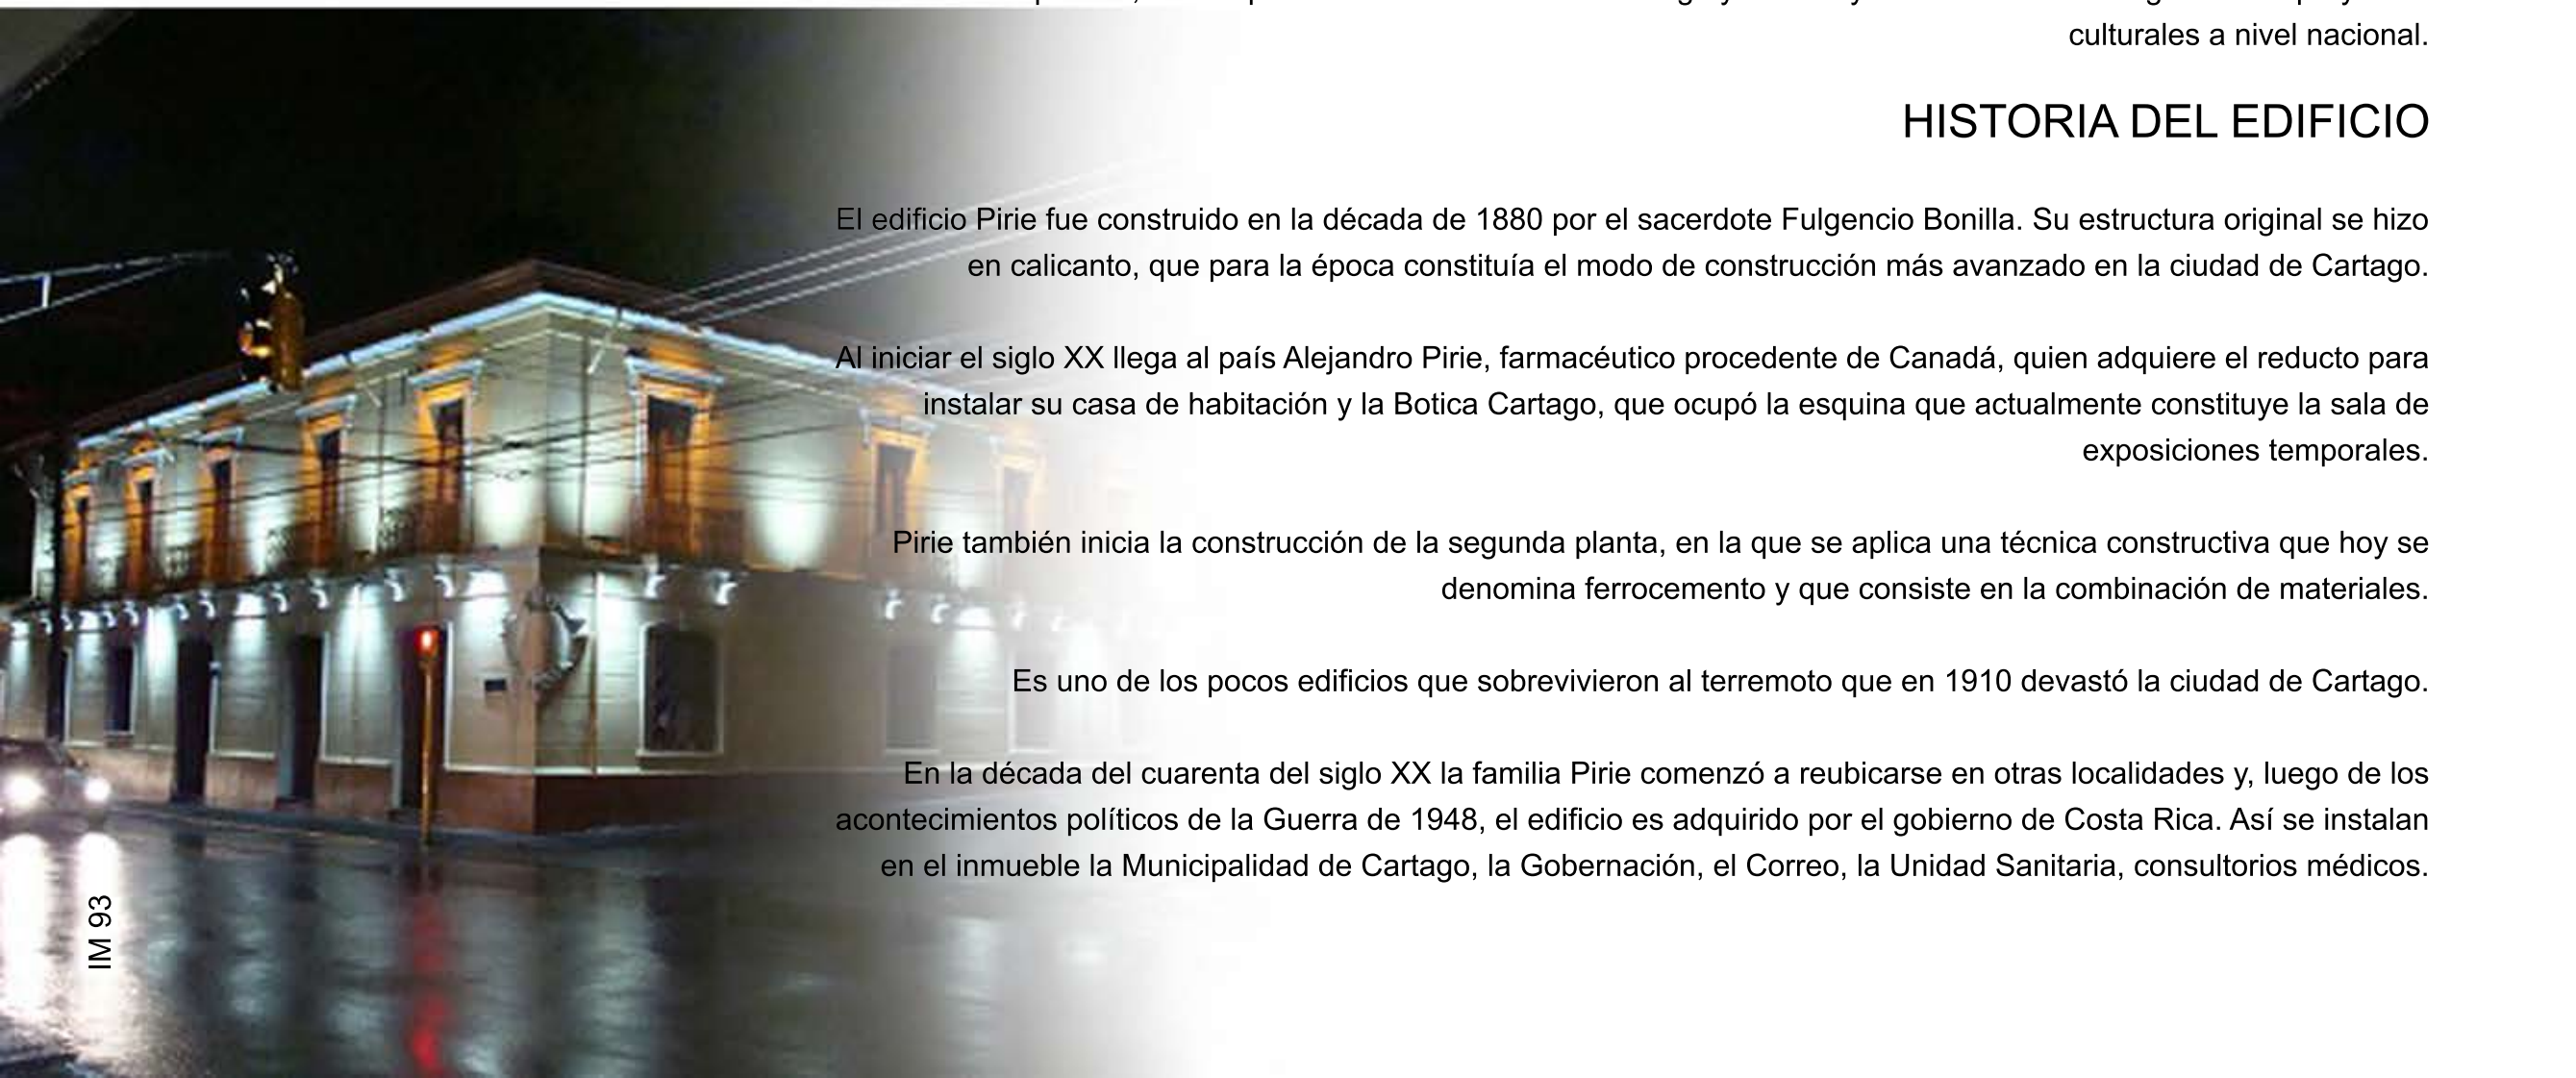 culturales a nivel nacional.
HISTORIA DEL EDIFICIO
El edificio Pirie fue construido en la década de 1880 por el sacerdote Fulgencio Bonilla. Su estructura original se hizo
en calicanto, que para la época constituía el modo de construcción más avanzado en la ciudad de Cartago.
Al iniciar el siglo XX llega al país Alejandro Pirie, farmacéutico procedente de Canadá, quien adquiere el reducto para
instalar su casa de habitación y la Botica Cartago, que ocupó la esquina que actualmente constituye la sala de
exposiciones temporales.
Pirie también inicia la construcción de la segunda planta, en la que se aplica una técnica constructiva que hoy se
denomina ferrocemento y que consiste en la combinación de materiales.
Es uno de los pocos edificios que sobrevivieron al terremoto que en 1910 devastó la ciudad de Cartago.
En la década del cuarenta del siglo XX la familia Pirie comenzó a reubicarse en otras localidades y, luego de los
acontecimientos políticos de la Guerra de 1948, el edificio es adquirido por el gobierno de Costa Rica. Así se instalan
en el inmueble la Municipalidad de Cartago, la Gobernación, el Correo, la Unidad Sanitaria, consultorios médicos.
IM 93